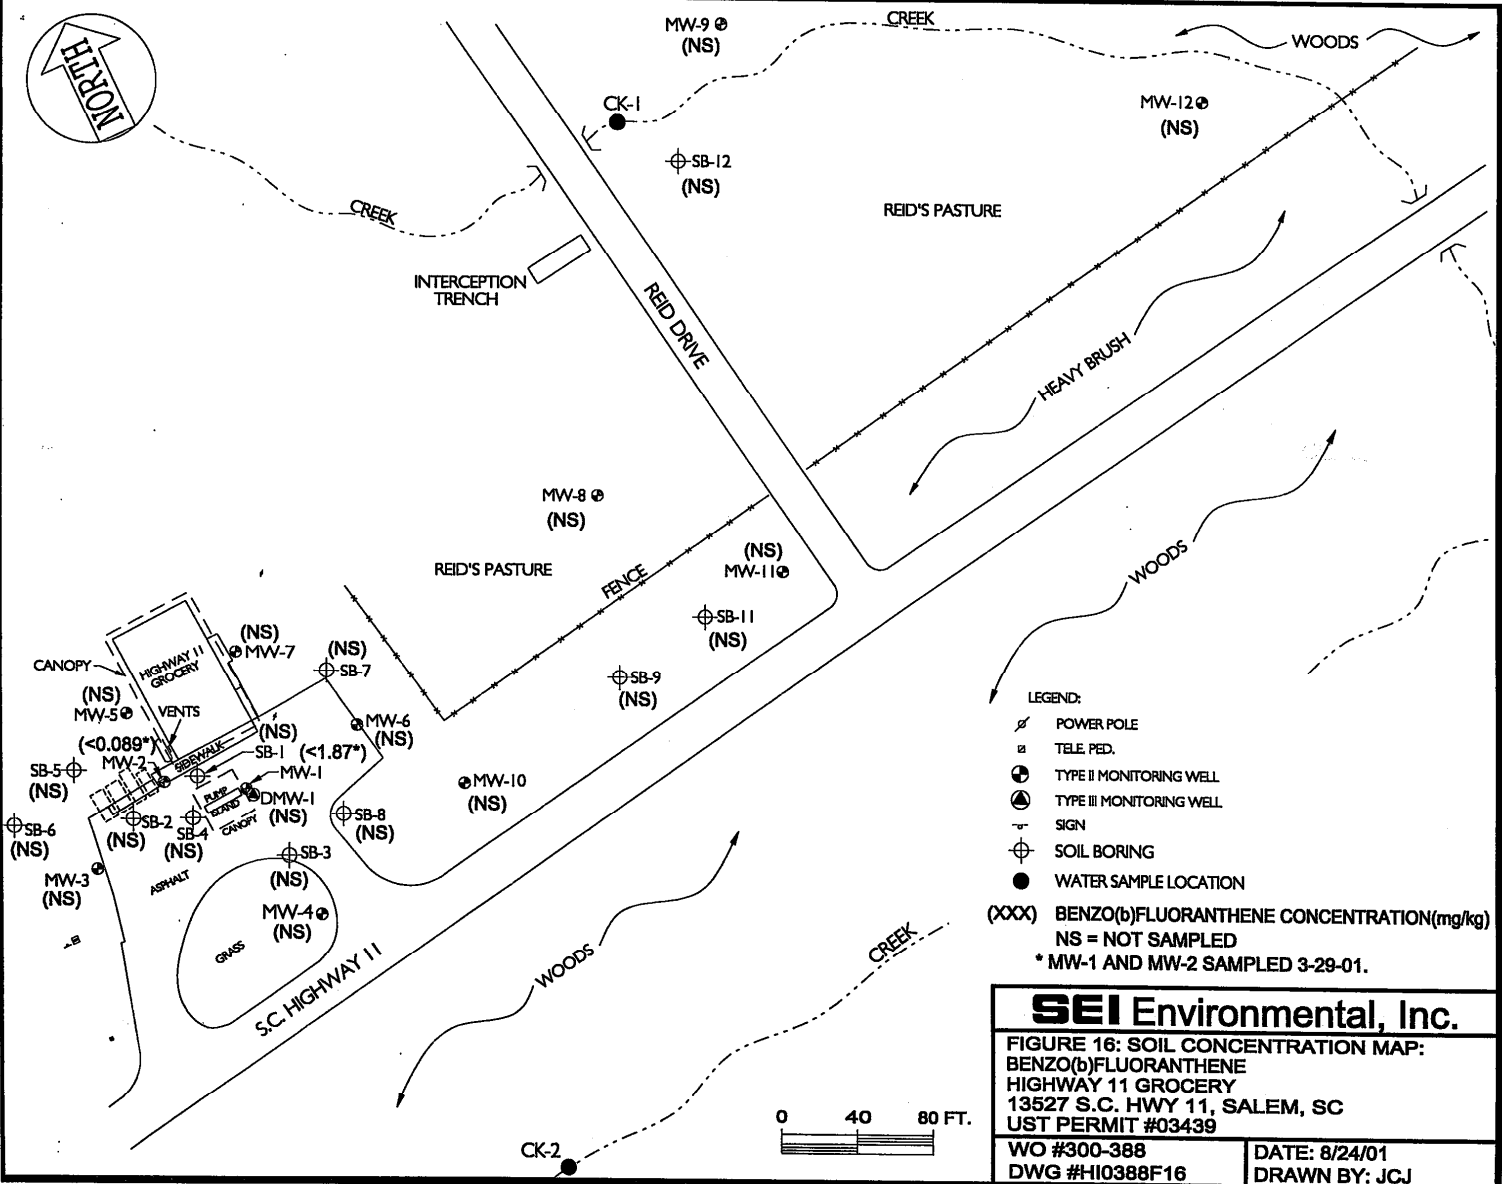 NORTH
MW-9
(NS)
CREEK
WOODS
CK-1
MW-12
(NS)
SB-12
(NS)
CREEK
REID'S PASTURE
INTERCEPTION
TRENCH
REID DRIVE
HEAVY BRUSH
MW-8
(NS)
WOODS
(NS)
MW-11
REID'S PASTURE
FENCE
SB-11
(NS)
(NS)
MW-7
(NS)
SB-7
CANOPY
HIGHWAY 11
GROCERY
SB-9
(NS)
(NS)
MW-5
VENTS
MW-6
(NS)
(NS)
(<0.089*)
SIDEWALK
SB-1
(<1.87*)
MW-2
MW-1
SB-5
(NS)
MW-10
(NS)
PUMP
ISLAND
DMW-1
(NS)
CANOPY
SB-8
(NS)
SB-6
(NS)
SB-2
(NS)
SB-4
(NS)
SB-3
(NS)
MW-3
(NS)
ASPHALT
MW-4
(NS)
GRASS
S.C. HIGHWAY 11
WOODS
CREEK
CK-2
LEGEND:
POWER POLE
TELE. PED.
TYPE II MONITORING WELL
TYPE III MONITORING WELL
SIGN
SOIL BORING
WATER SAMPLE LOCATION
(XXX) BENZO(b)FLUORANTHENE CONCENTRATION(mg/kg)
NS = NOT SAMPLED
* MW-1 AND MW-2 SAMPLED 3-29-01.
0 40 80 FT.
SEI Environmental, Inc.
FIGURE 16: SOIL CONCENTRATION MAP:
BENZO(b)FLUORANTHENE
HIGHWAY 11 GROCERY
13527 S.C. HWY 11, SALEM, SC
UST PERMIT #03439
WO #300-388
DWG #HI0388F16
DATE: 8/24/01
DRAWN BY: JCJ